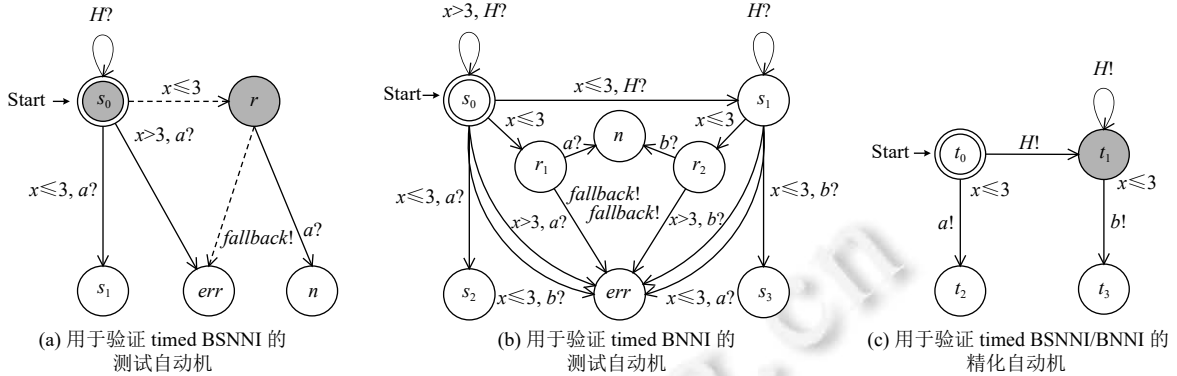 H?
Start
s0
x≤3
r
x>3, a?
x≤3, a?
fallback!
a?
s1
err
n
(a) 用于验证 timed BSNNI 的
测试自动机
x>3, H?
H?
Start
s0
x≤3, H?
s1
x≤3
n
x≤3
a?
b?
r1
r2
x≤3, a?
fallback!
fallback!
x≤3, b?
x>3, a?
x>3, b?
s2
x≤3, b?
err
x≤3, a?
s3
(b) 用于验证 timed BNNI 的
测试自动机
H!
Start
t0
H!
t1
x≤3
x≤3
a!
b!
t2
t3
(c) 用于验证 timed BSNNI/BNNI 的
精化自动机